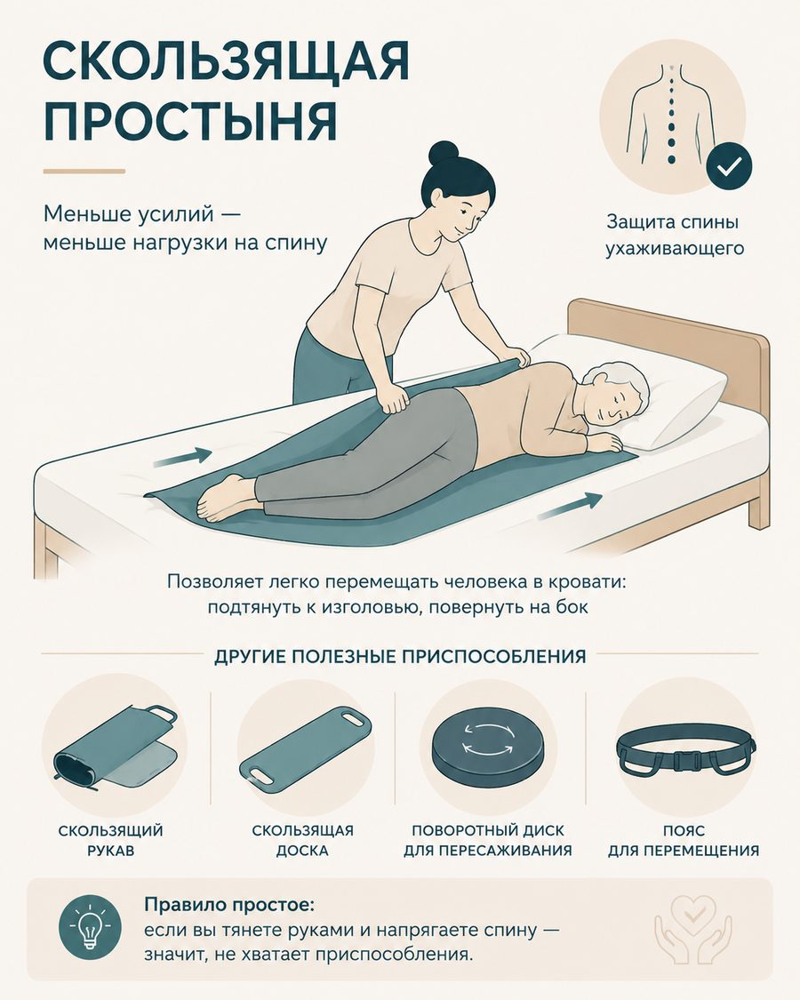 СКОЛЬЗЯЩАЯ
ПРОСТЫНЯ
Меньше усилий —
меньше нагрузки на спину
Защита спины
ухаживающего
Позволяет легко перемещать человека в кровати:
подтянуть к изголовью, повернуть на бок
ДРУГИЕ ПОЛЕЗНЫЕ ПРИСПОСОБЛЕНИЯ
СКОЛЬЗЯЩИЙ
РУКАВ
СКОЛЬЗЯЩАЯ
ДОСКА
ПОВОРОТНЫЙ ДИСК
ДЛЯ ПЕРЕСАЖИВАНИЯ
ПОЯС
ДЛЯ ПЕРЕМЕЩЕНИЯ
Правило простое:
если вы тянете руками и напрягаете спину —
значит, не хватает приспособления.